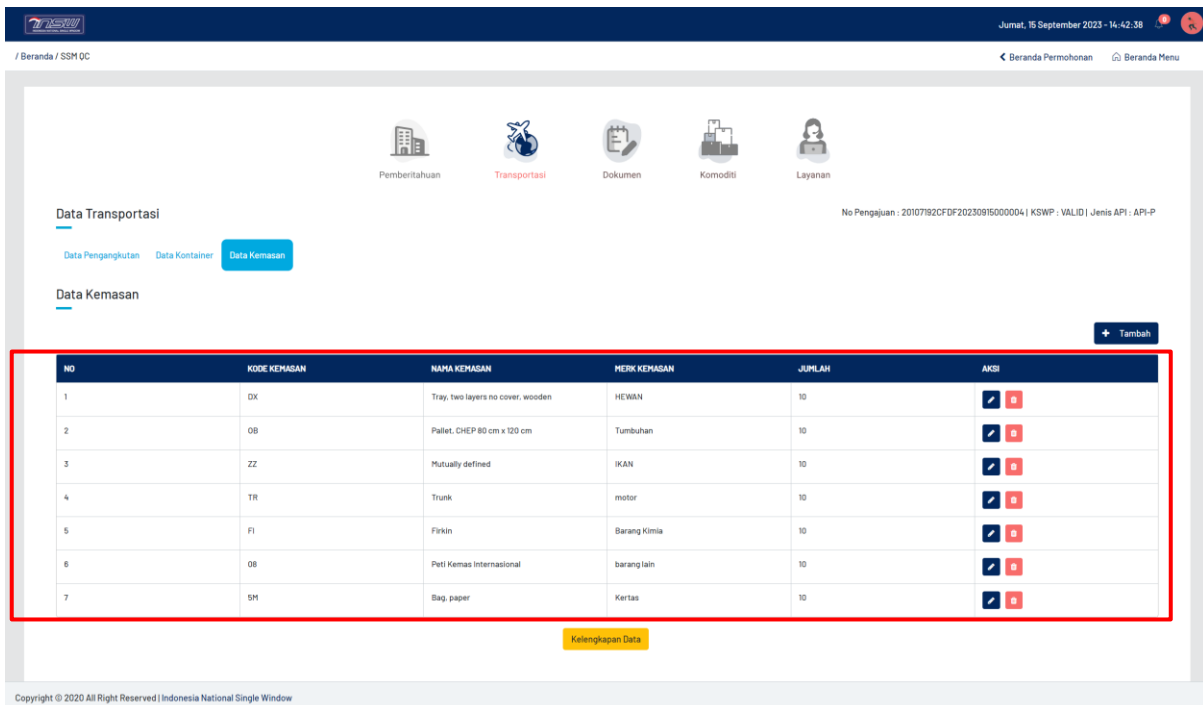 INSW
Jumat, 15 September 2023 - 14:42:38
/ Beranda / SSM QC
Beranda Permohonan
Beranda Menu
Pemberitahuan
Transportasi
Dokumen
Komoditi
Layanan
Data Transportasi
No Pengajuan : 20107192CFDF20230915000004 | KSWP : VALID | Jenis API : API-P
Data Pengangkutan Data Kontainer Data Kemasan
Data Kemasan
+ Tambah
NO KODE KEMASAN NAMA KEMASAN MERK KEMASAN JUMLAH AKSI
1 DX Tray, two layers no cover, wooden HEWAN 10
2 OB Pallet, CHEP 80 cm x 120 cm Tumbuhan 10
3 ZZ Mutually defined IKAN 10
4 TR Trunk motor 10
5 FI Firkin Barang Kimia 10
6 08 Peti Kemas Internasional barang lain 10
7 5M Bag, paper Kertas 10
Kelengkapan Data
Copyright © 2020 All Right Reserved | Indonesia National Single Window